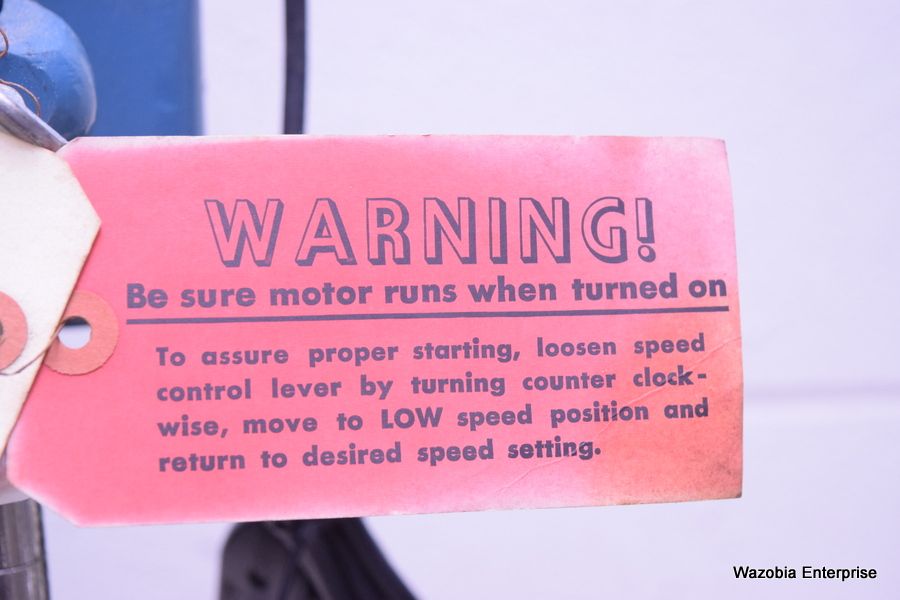 WARNING!
Be sure motor runs when turned on
To assure proper starting, loosen speed
control lever by turning counter clock-
wise, move to LOW speed position and
return to desired speed setting.
Wazobia Enterprise